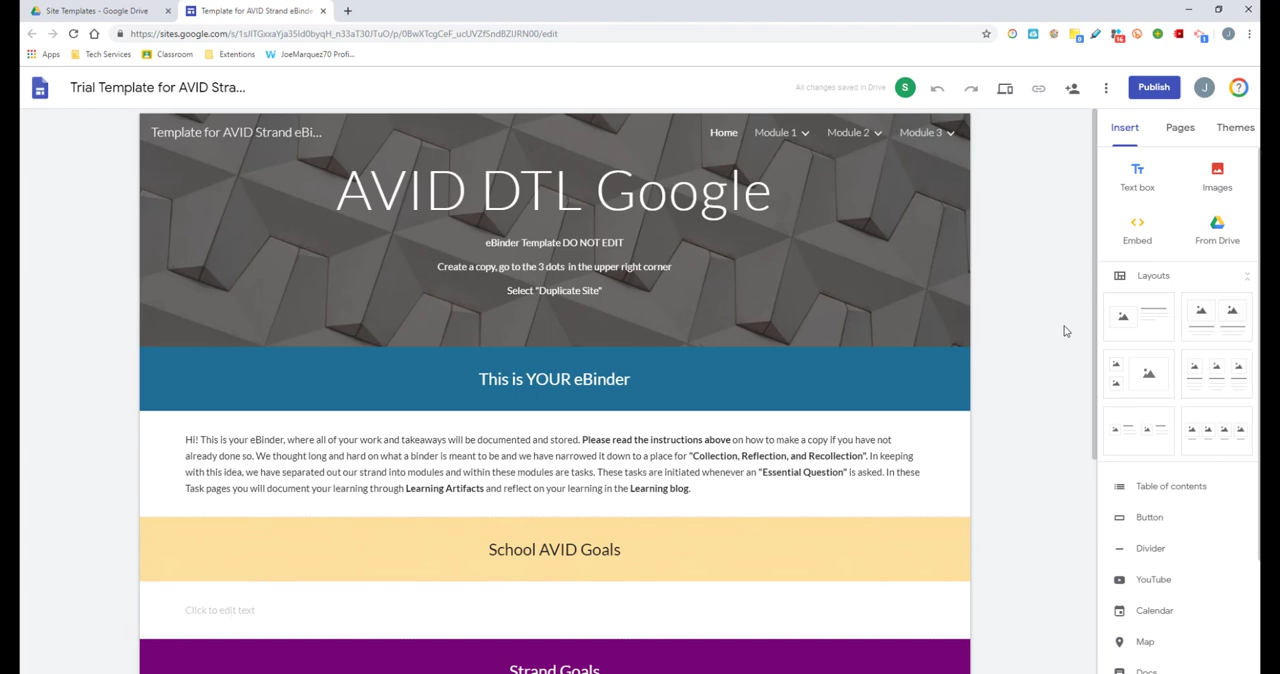 Site Templates - Google Drive
Template for AVID Strand eBinde
https://sites.google.com/s/1sJITGxxaYja35Id0byqH_n33aT30JTuO/p/0BwXTcgCeF_ucUVZfSndBZlJRN00/edit
Apps
Tech Services
Classroom
Extentions
JoeMarquez70 Profi...
Trial Template for AVID Stra...
All changes saved in Drive
S
Publish
J
Template for AVID Strand eBi...
Home
Module 1
Module 2
Module 3
AVID DTL Google
eBinder Template DO NOT EDIT
Create a copy, go to the 3 dots in the upper right corner
Select "Duplicate Site"
This is YOUR eBinder
Hi! This is your eBinder, where all of your work and takeaways will be documented and stored. Please read the instructions above on how to make a copy if you have not
already done so. We thought long and hard on what a binder is meant to be and we have narrowed it down to a place for "Collection, Reflection, and Recollection". In keeping
with this idea, we have separated out our strand into modules and within these modules are tasks. These tasks are initiated whenever an "Essential Question" is asked. In these
Task pages you will document your learning through Learning Artifacts and reflect on your learning in the Learning blog.
School AVID Goals
Click to edit text
Strand Goals
Insert
Pages
Themes
Text box
Images
Embed
From Drive
Layouts
Table of contents
Button
Divider
YouTube
Calendar
Map
Docs